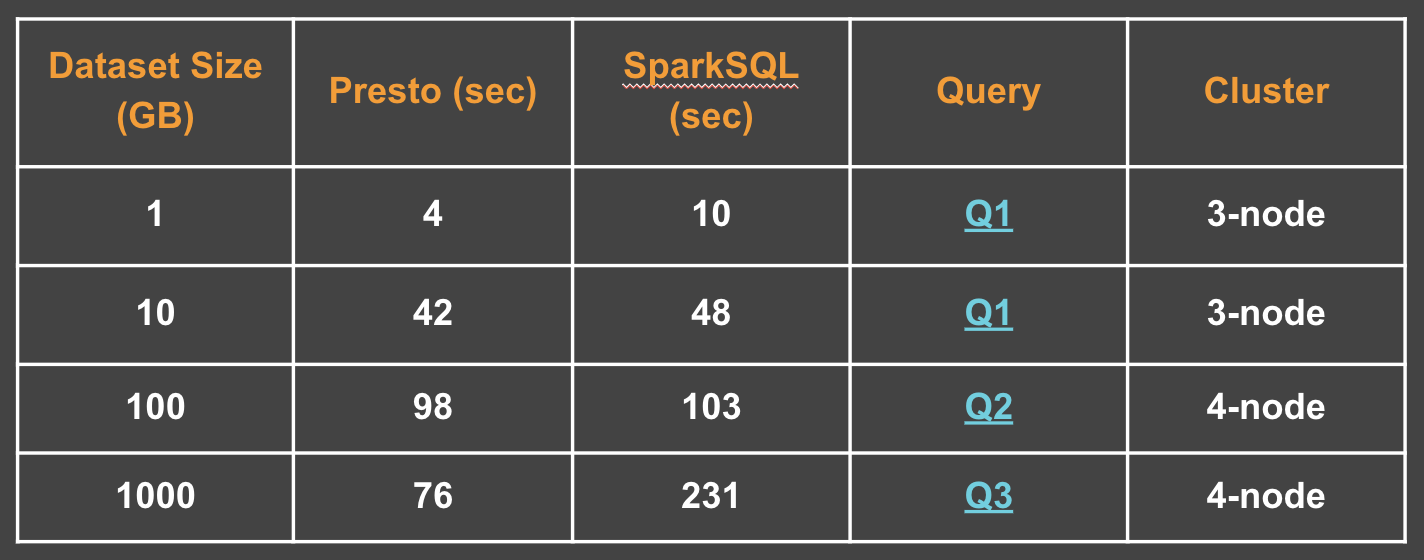 Dataset Size
(GB)
Presto (sec)
SparkSQL
(sec)
Query
Cluster
1
4
10
Q1
3-node
10
42
48
Q1
3-node
100
98
103
Q2
4-node
1000
76
231
Q3
4-node